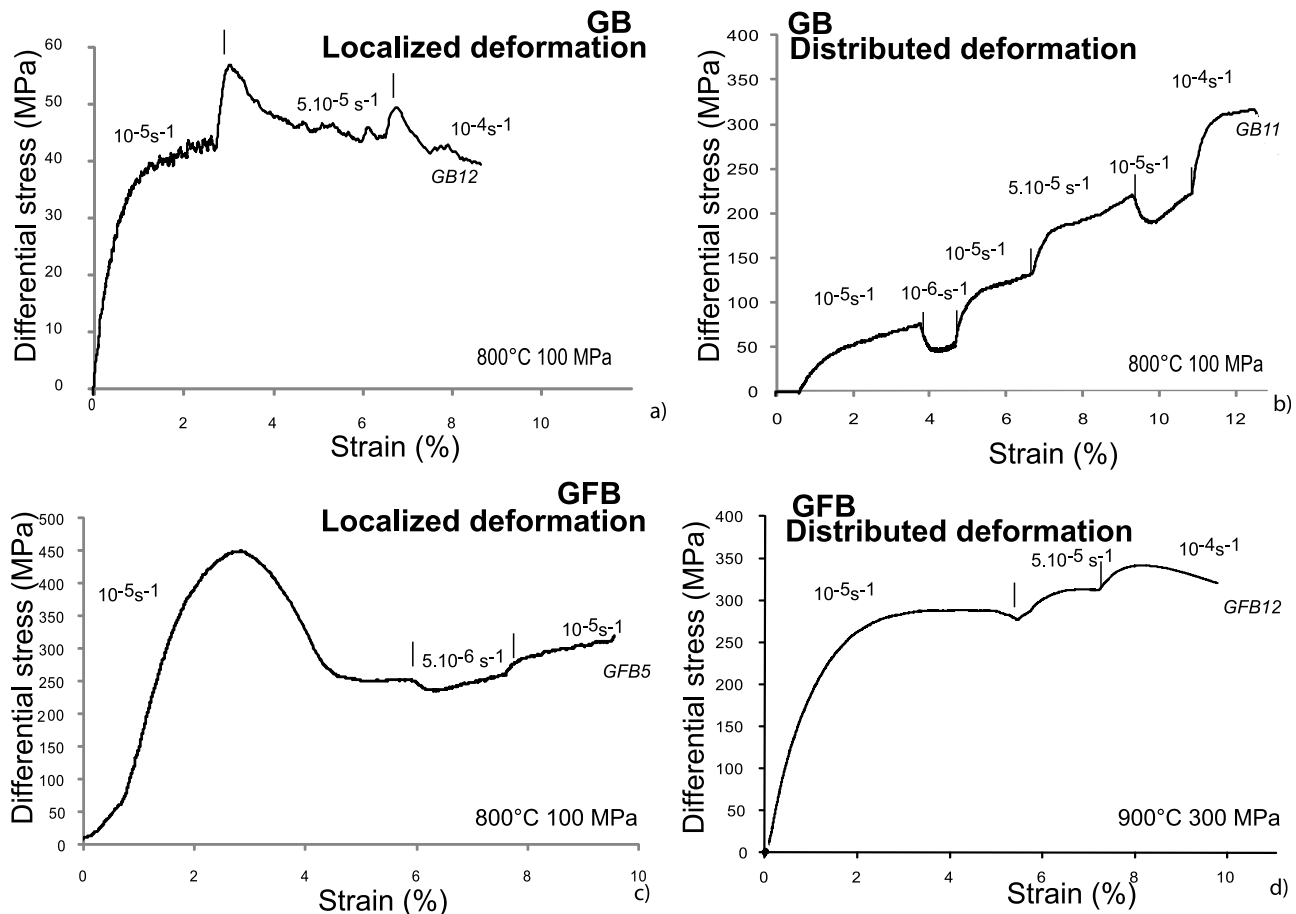 GB
Localized deformation
Differential stress (MPa)
60
50
40
30
20
10
0
0
2
4
6
8
10
10-5s-1
5.10-5 s-1
10-4s-1
GB12
800°C 100 MPa
Strain (%)
a)
GB
Distributed deformation
Differential stress (MPa)
400
350
300
250
200
150
100
50
0
0
2
4
6
8
10
12
10-5s-1
10-6-s-1
10-5s-1
5.10-5 s-1
10-5s-1
10-4s-1
GB11
800°C 100 MPa
Strain (%)
b)
GFB
Localized deformation
Differential stress (MPa)
500
450
400
350
300
250
200
150
100
50
0
0
2
4
6
8
10
10-5s-1
5.10-6 s-1
10-5s-1
GFB5
800°C 100 MPa
Strain (%)
c)
GFB
Distributed deformation
Differential stress (MPa)
400
350
300
250
200
150
100
50
0
0
2
4
6
8
10
10-5s-1
5.10-5 s-1
10-4s-1
GFB12
900°C 300 MPa
Strain (%)
d)